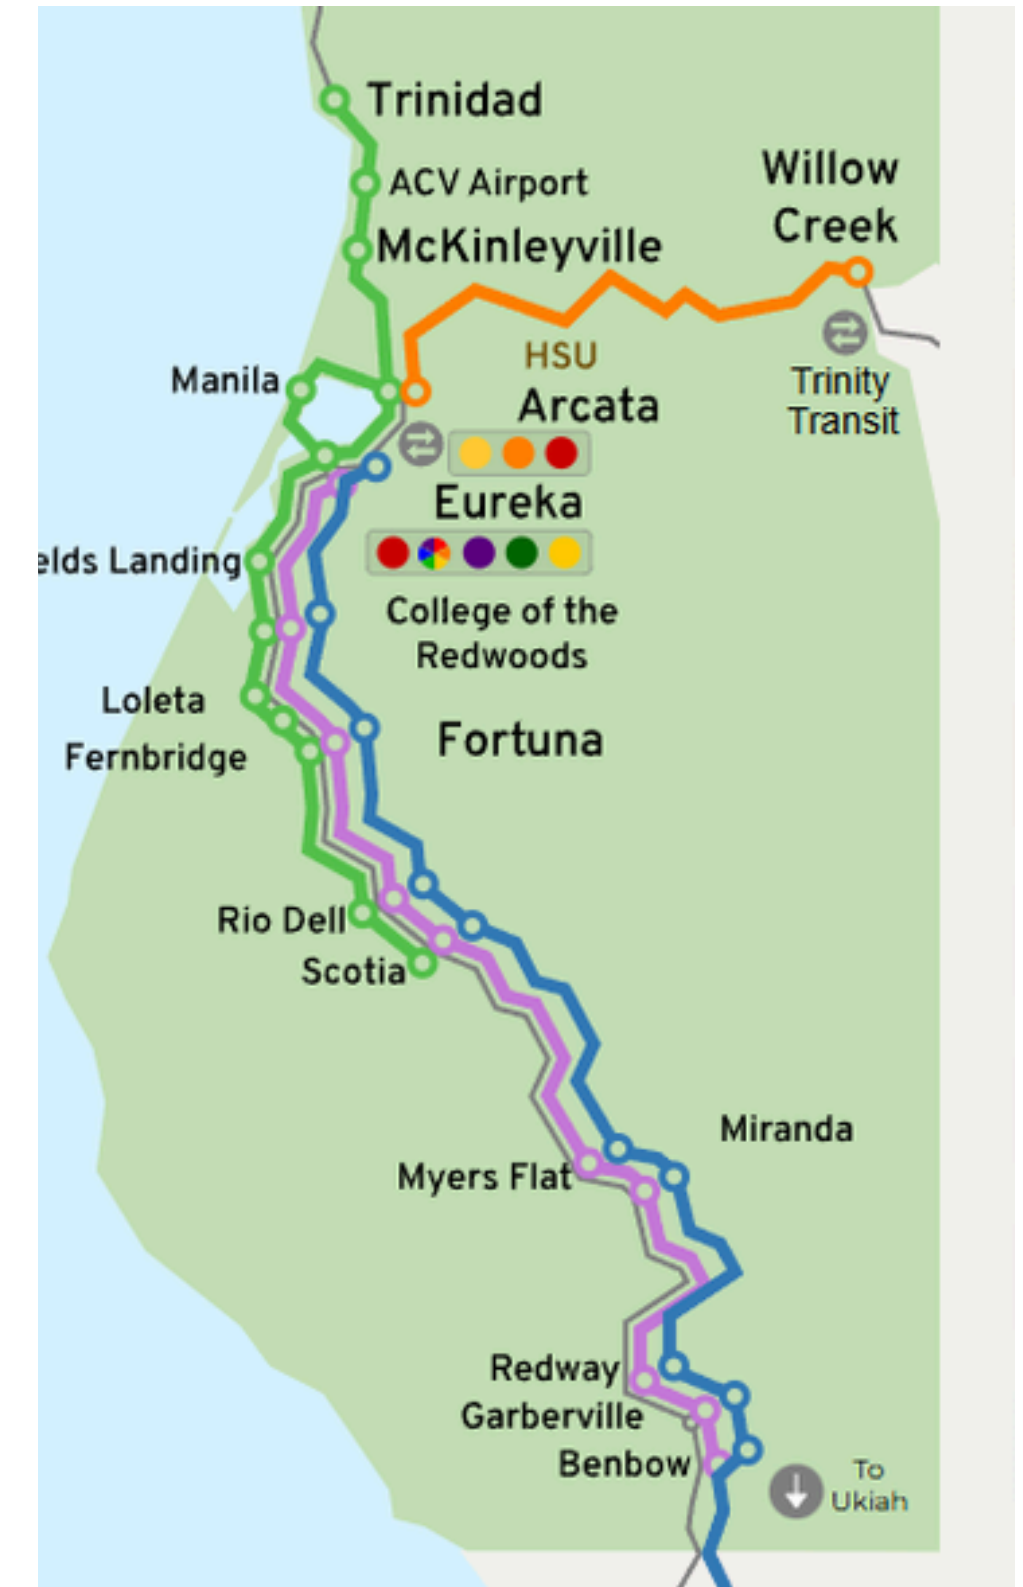 Trinidad
ACV Airport
Willow
Creek
McKinleyville
HSU
Manila
Trinity
Transit
Arcata
Eureka
elds Landing
College of the
Redwoods
Loleta
Fortuna
Fernbridge
Rio Dell
Scotia
Miranda
Myers Flat
Redway
Garberville
Benbow
To
Ukiah